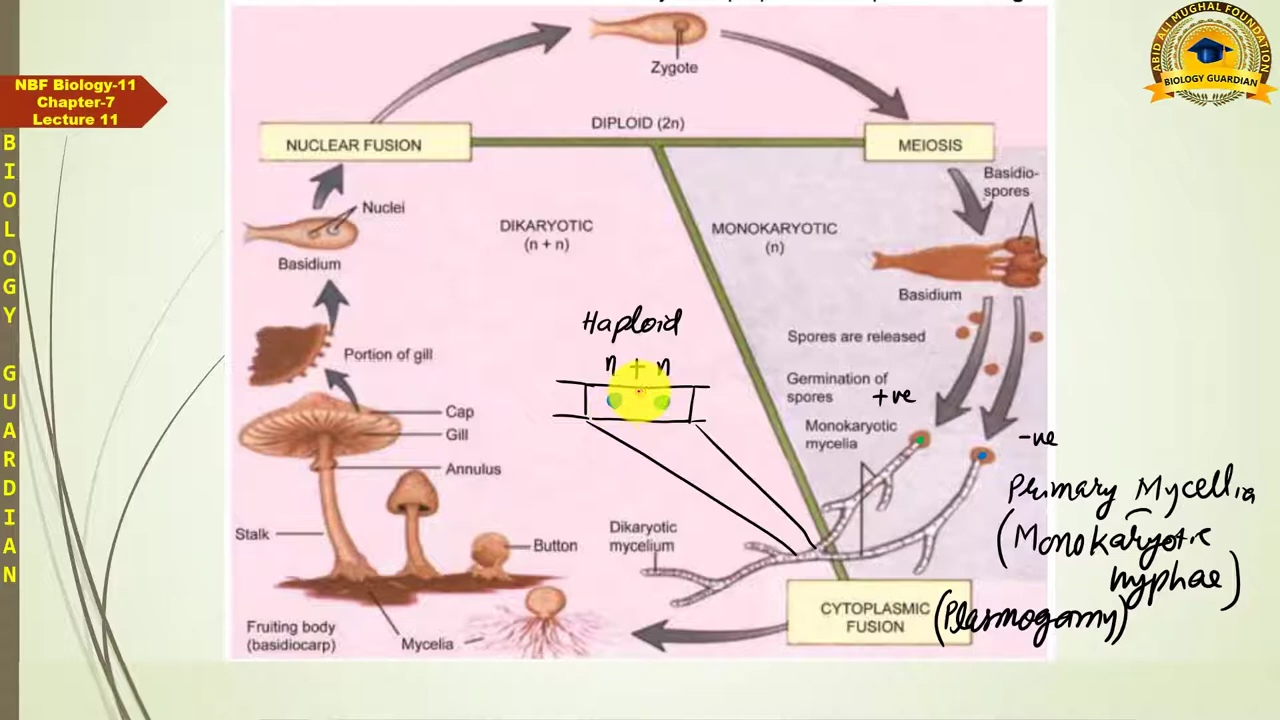 NBF Biology-11
Chapter-7
Lecture 11
BIOLOGY GUARDIAN
ABID ALI MUGHAL FOUNDATION
BIOLOGY GUARDIAN
Zygote
DIPLOID (2n)
NUCLEAR FUSION
MEIOSIS
Basidio-
spores
Nuclei
Basidium
DIKARYOTIC
(n + n)
MONOKARYOTIC
(n)
Basidium
Haploid
n + n
Spores are released
Portion of gill
Germination of
spores
+ve
Cap
Gill
Monokaryotic
mycelia
-ve
Annulus
Primary Mycellia
(Monokaryotic
hyphae)
Stalk
Button
Dikaryotic
mycelium
CYTOPLASMIC
FUSION
(Plasmogamy)
Fruiting body
(basidiocarp)
Mycelia